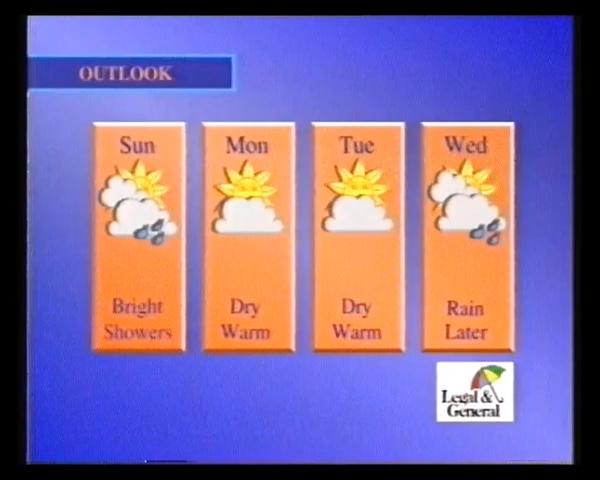 OUTLOOK
Sun
Mon
Tue
Wed
Bright
Showers
Dry
Warm
Dry
Warm
Rain
Later
Legal &
General